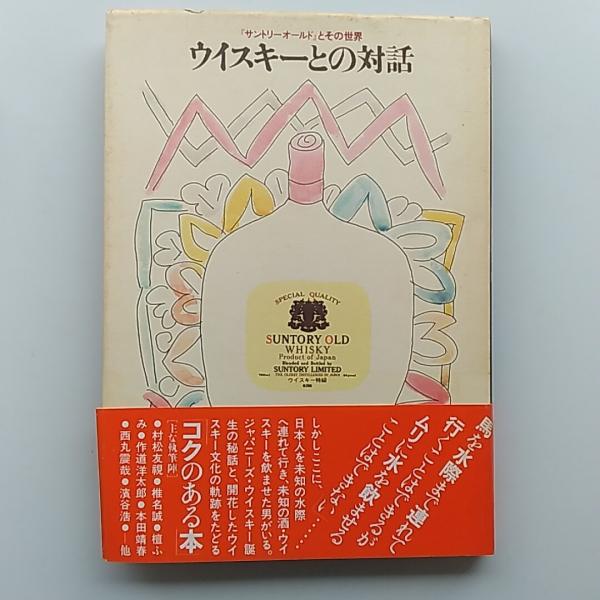 『サントリーオールド』とその世界
ウイスキーとの対話
SPECIAL QUALITY
SUNTORY OLD
WHISKY
Product of Japan
Blended and Bottled by
SUNTORY LIMITED
THE OLDEST DISTILLERS IN JAPAN
ウイスキー特級
馬を水際まで連れて
行くことはできるが
ムリに水を飲ませる
ことはできない
しかしここに、………
日本人を未知の水際
へ連れて行き、未知の酒・ウイ
スキーを飲ませた男がいる。
ジャパニーズ・ウイスキー誕
生の秘話と、開花したウイ
スキー文化の軌跡をたどる
コクのある「本」
[主な執筆陣]
●村松友視●椎名誠●檀ふ
み●作道洋太郎●本田靖春
●西丸震哉●濱谷浩●—他